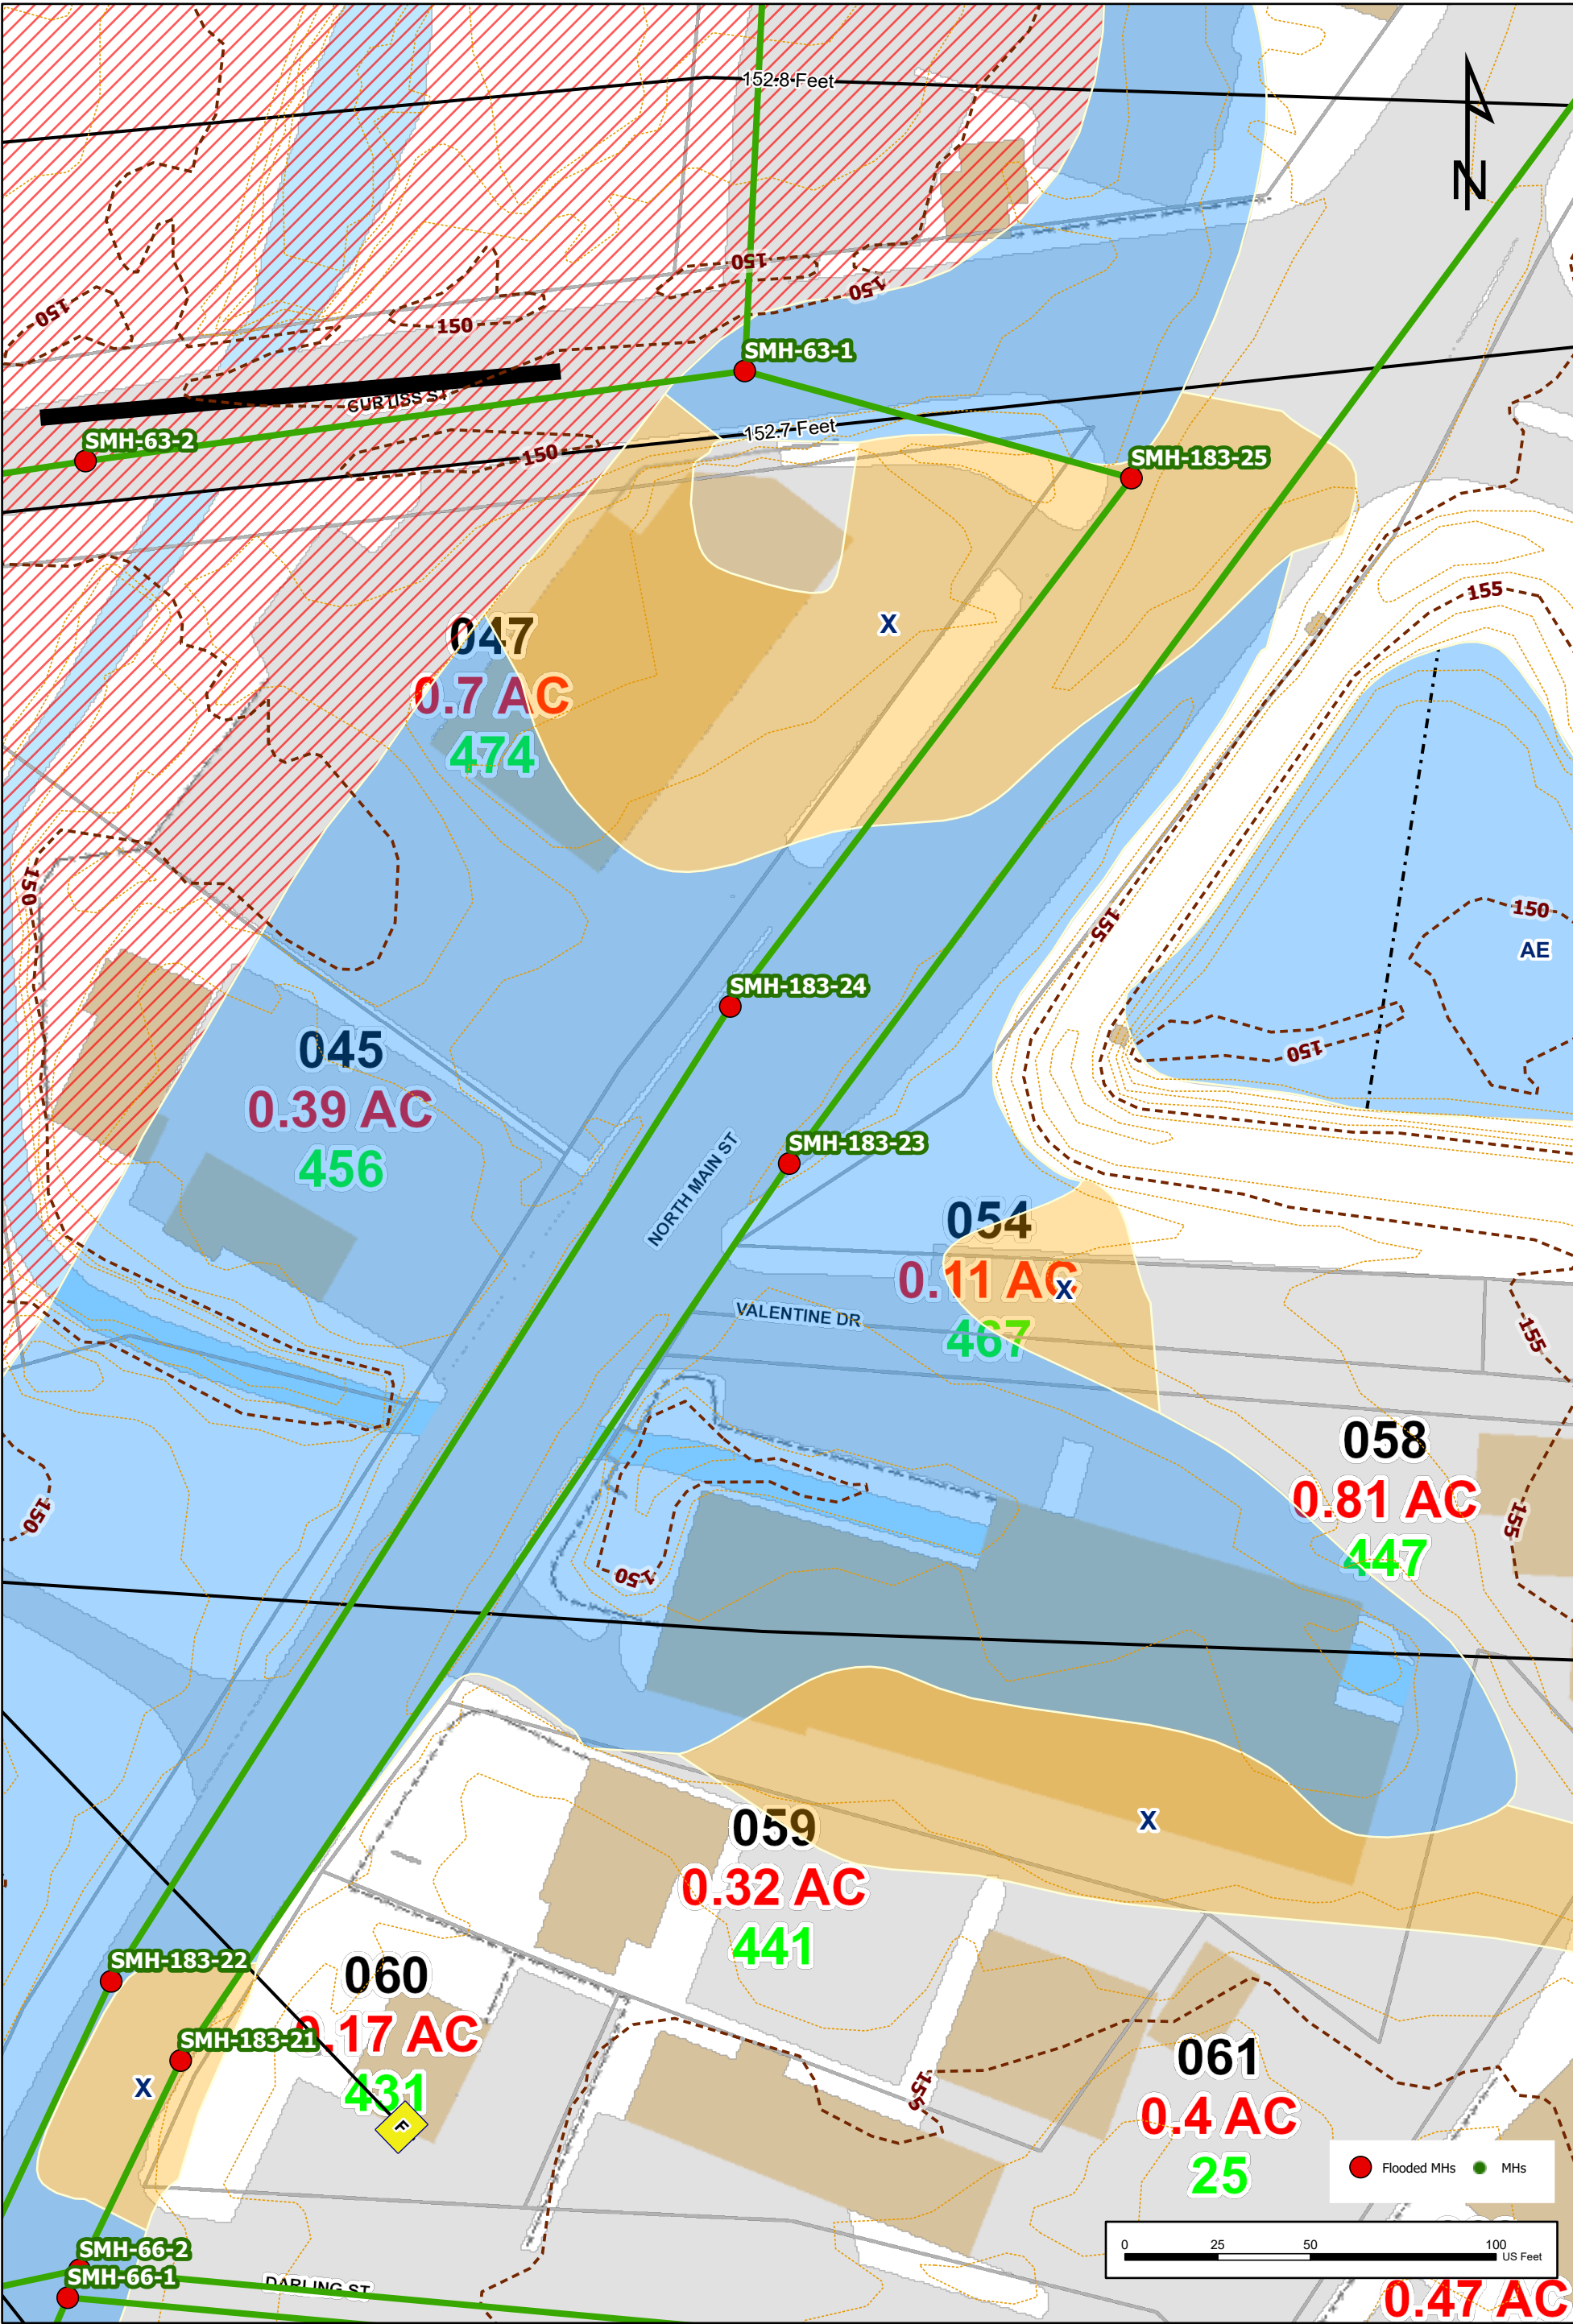 152.8 Feet
N
150
150
150
150
SMH-63-1
CURTISS ST
SMH-63-2
152.7 Feet
150
SMH-183-25
155
X
047
0.7 AC
474
150
155
150
AE
SMH-183-24
150
045
0.39 AC
456
NORTH MAIN ST
SMH-183-23
054
0.11 AC
X
467
VALENTINE DR
155
058
0.81 AC
447
150
155
150
X
059
0.32 AC
441
SMH-183-22
060
0.17 AC
431
SMH-183-21
X
F
155
061
0.4 AC
25
Flooded MHs
MHs
0 25 50 100
US Feet
SMH-66-2
SMH-66-1
DARLING ST
0.47 AC